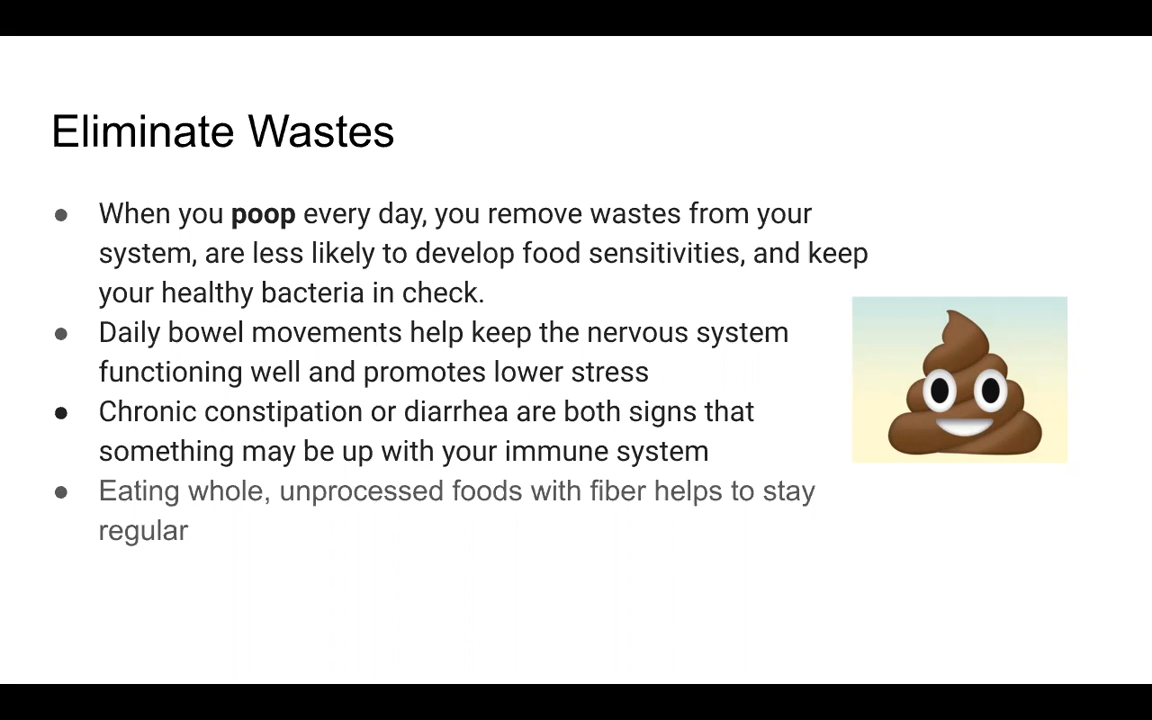 Eliminate Wastes
● When you poop every day, you remove wastes from your
system, are less likely to develop food sensitivities, and keep
your healthy bacteria in check.
● Daily bowel movements help keep the nervous system
functioning well and promotes lower stress
● Chronic constipation or diarrhea are both signs that
something may be up with your immune system
● Eating whole, unprocessed foods with fiber helps to stay
regular